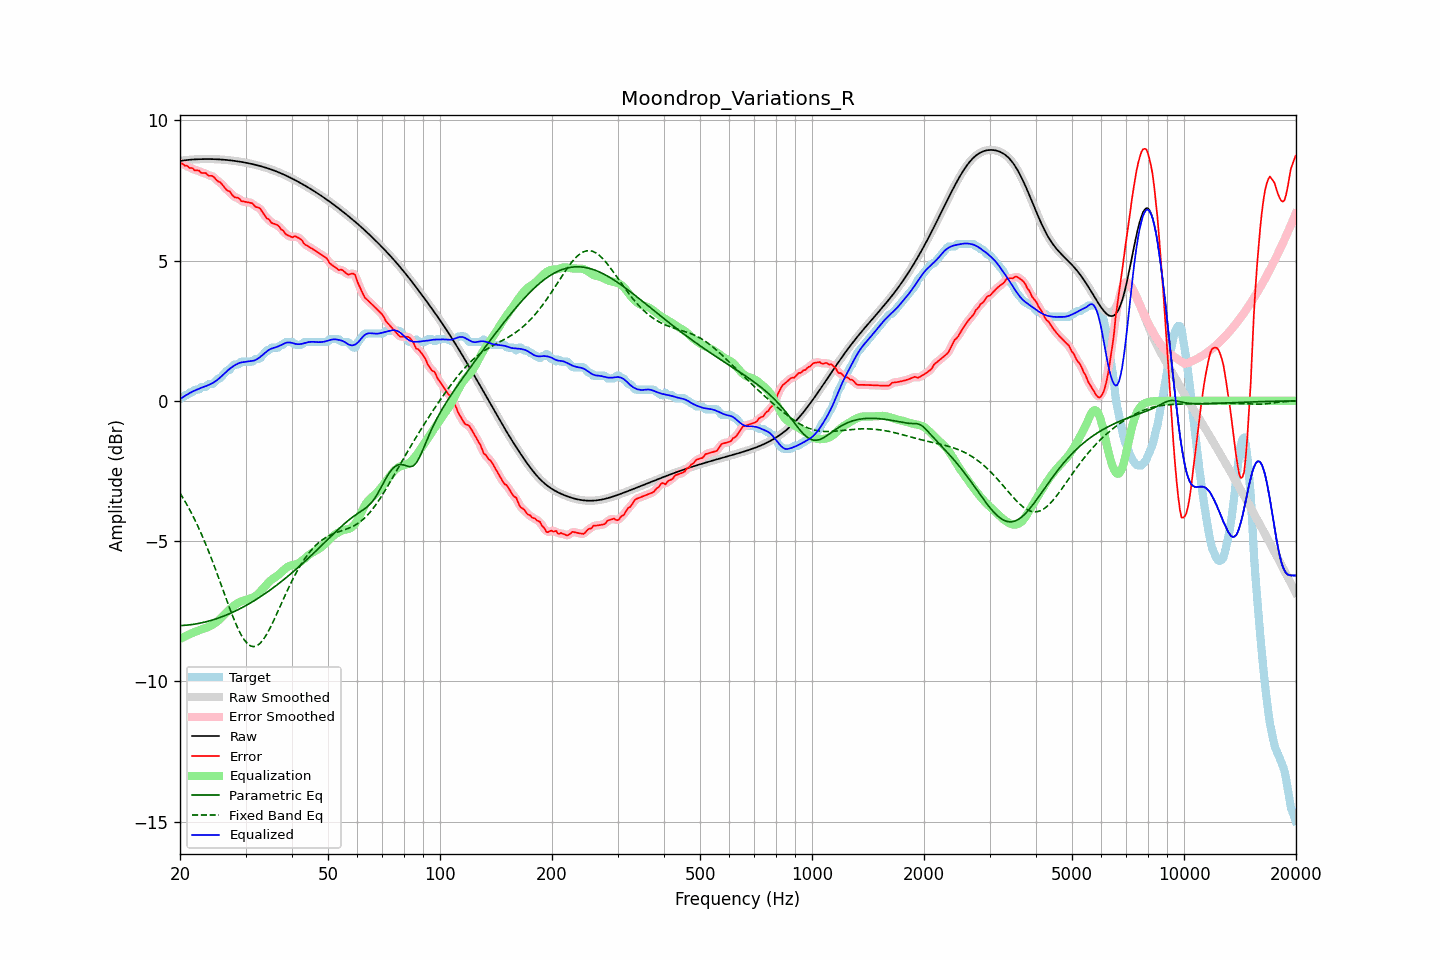 Moondrop_Variations_R
10
5
0
−5
−10
−15
Amplitude (dBr)
Target
Raw Smoothed
Error Smoothed
Raw
Error
Equalization
Parametric Eq
Fixed Band Eq
Equalized
20 50 100 200 500 1000 2000 5000 10000 20000
Frequency (Hz)